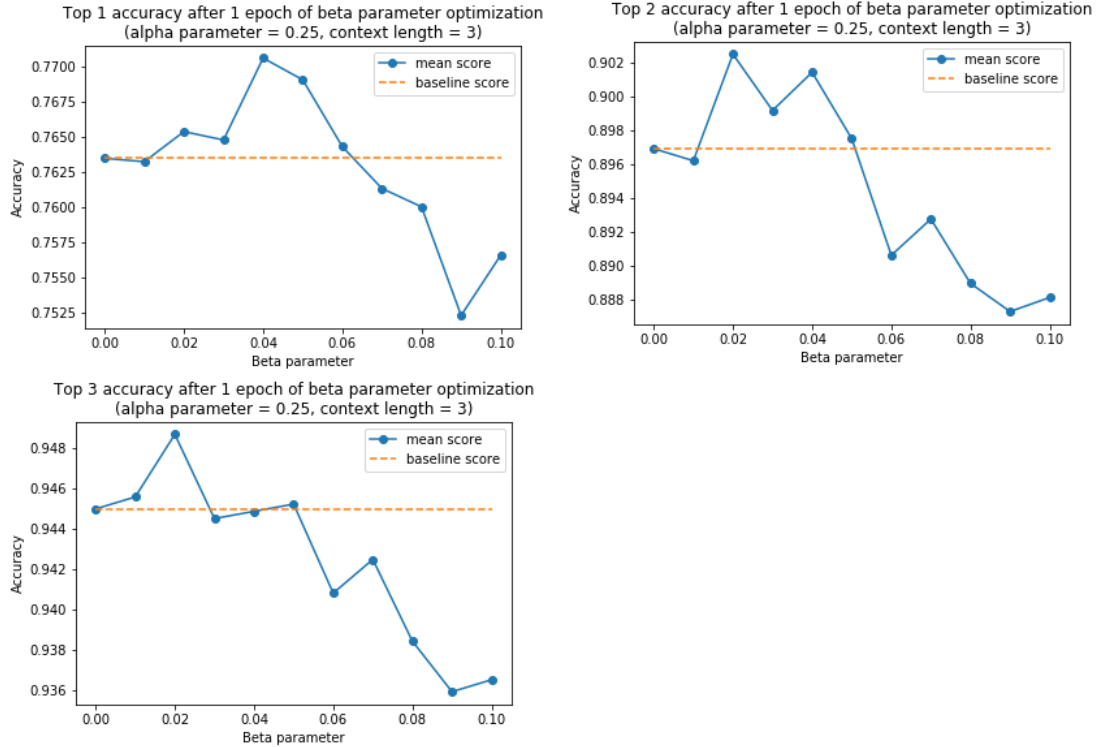 Top 1 accuracy after 1 epoch of beta parameter optimization
(alpha parameter = 0.25, context length = 3)
0.7700
0.7675
0.7650
0.7625
0.7600
0.7575
0.7550
0.7525
Accuracy
mean score
baseline score
0.00 0.02 0.04 0.06 0.08 0.10
Beta parameter
Top 2 accuracy after 1 epoch of beta parameter optimization
(alpha parameter = 0.25, context length = 3)
0.902
0.900
0.898
0.896
0.894
0.892
0.890
0.888
Accuracy
mean score
baseline score
0.00 0.02 0.04 0.06 0.08 0.10
Beta parameter
Top 3 accuracy after 1 epoch of beta parameter optimization
(alpha parameter = 0.25, context length = 3)
0.948
0.946
0.944
0.942
0.940
0.938
0.936
Accuracy
mean score
baseline score
0.00 0.02 0.04 0.06 0.08 0.10
Beta parameter